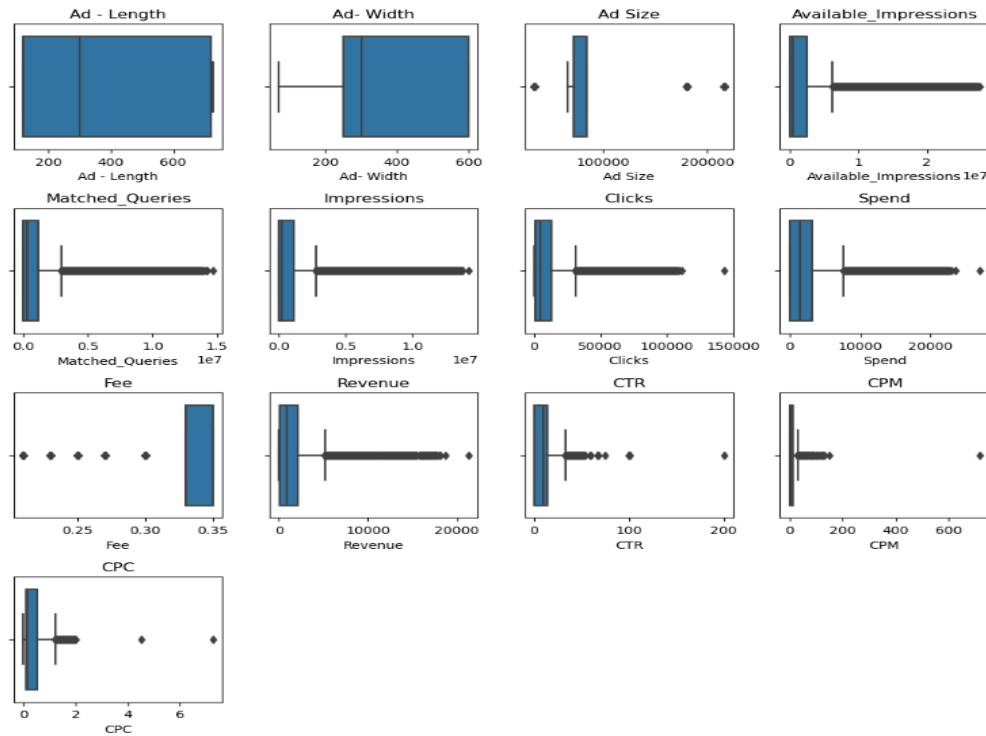 Ad - Length
Ad- Width
Ad Size
Available_Impressions
200 400 600
Ad - Length
200 400 600
Ad- Width
100000 200000
Ad Size
0 1 2
Available_Impressions 1e7
Matched_Queries
Impressions
Clicks
Spend
0.0 0.5 1.0 1.5
Matched_Queries 1e7
0.0 0.5 1.0
Impressions 1e7
0 50000 100000 150000
Clicks
0 10000 20000
Spend
Fee
Revenue
CTR
CPM
0.25 0.30 0.35
Fee
0 10000 20000
Revenue
0 100 200
CTR
0 200 400 600
CPM
CPC
0 2 4 6
CPC